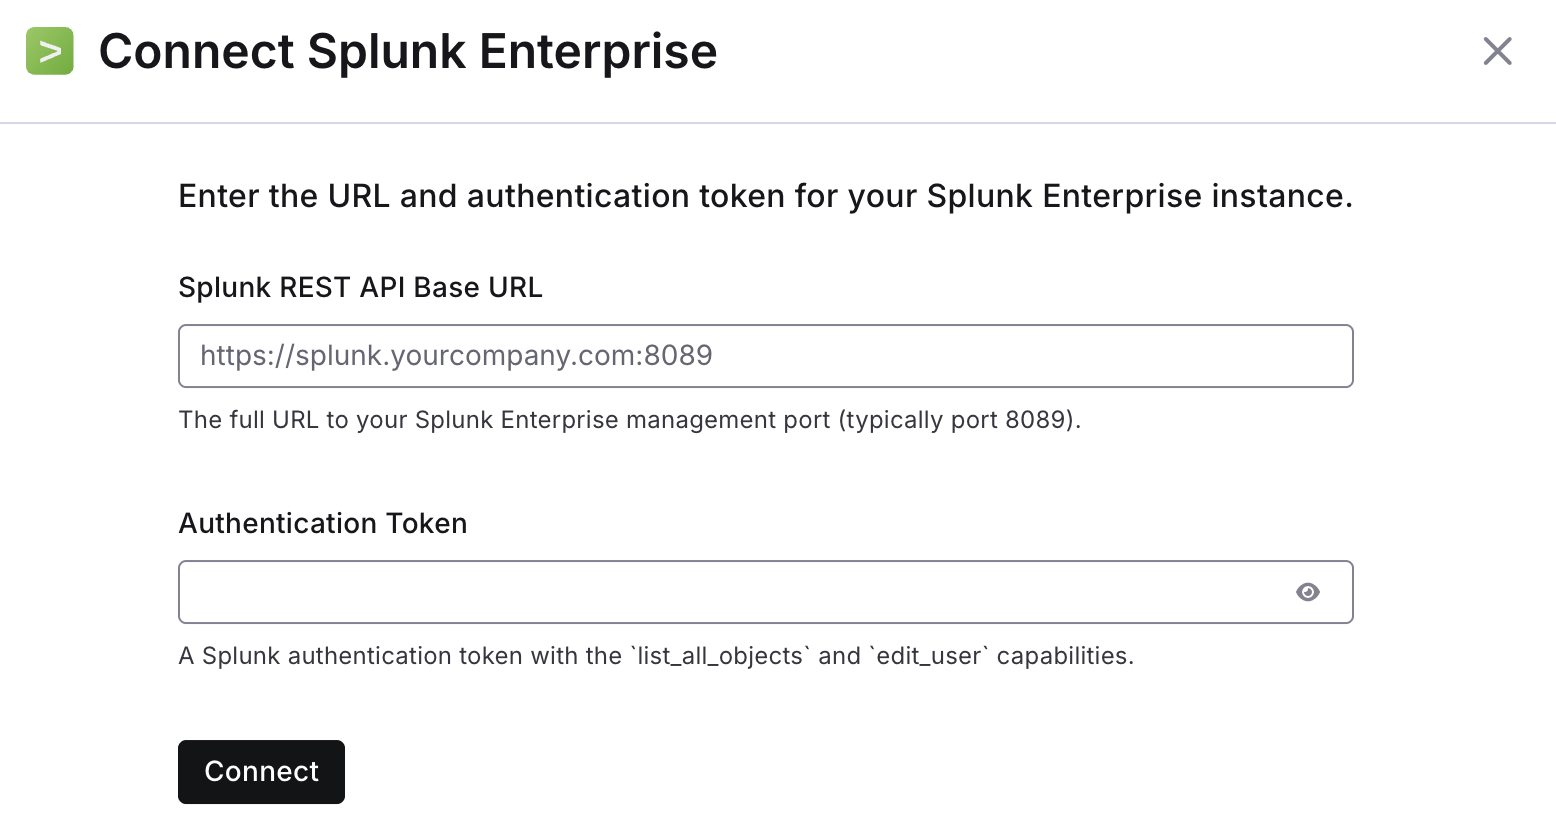 Connect Splunk Enterprise
Enter the URL and authentication token for your Splunk Enterprise instance.
Splunk REST API Base URL
https://splunk.yourcompany.com:8089
The full URL to your Splunk Enterprise management port (typically port 8089).
Authentication Token
A Splunk authentication token with the `list_all_objects` and `edit_user` capabilities.
Connect